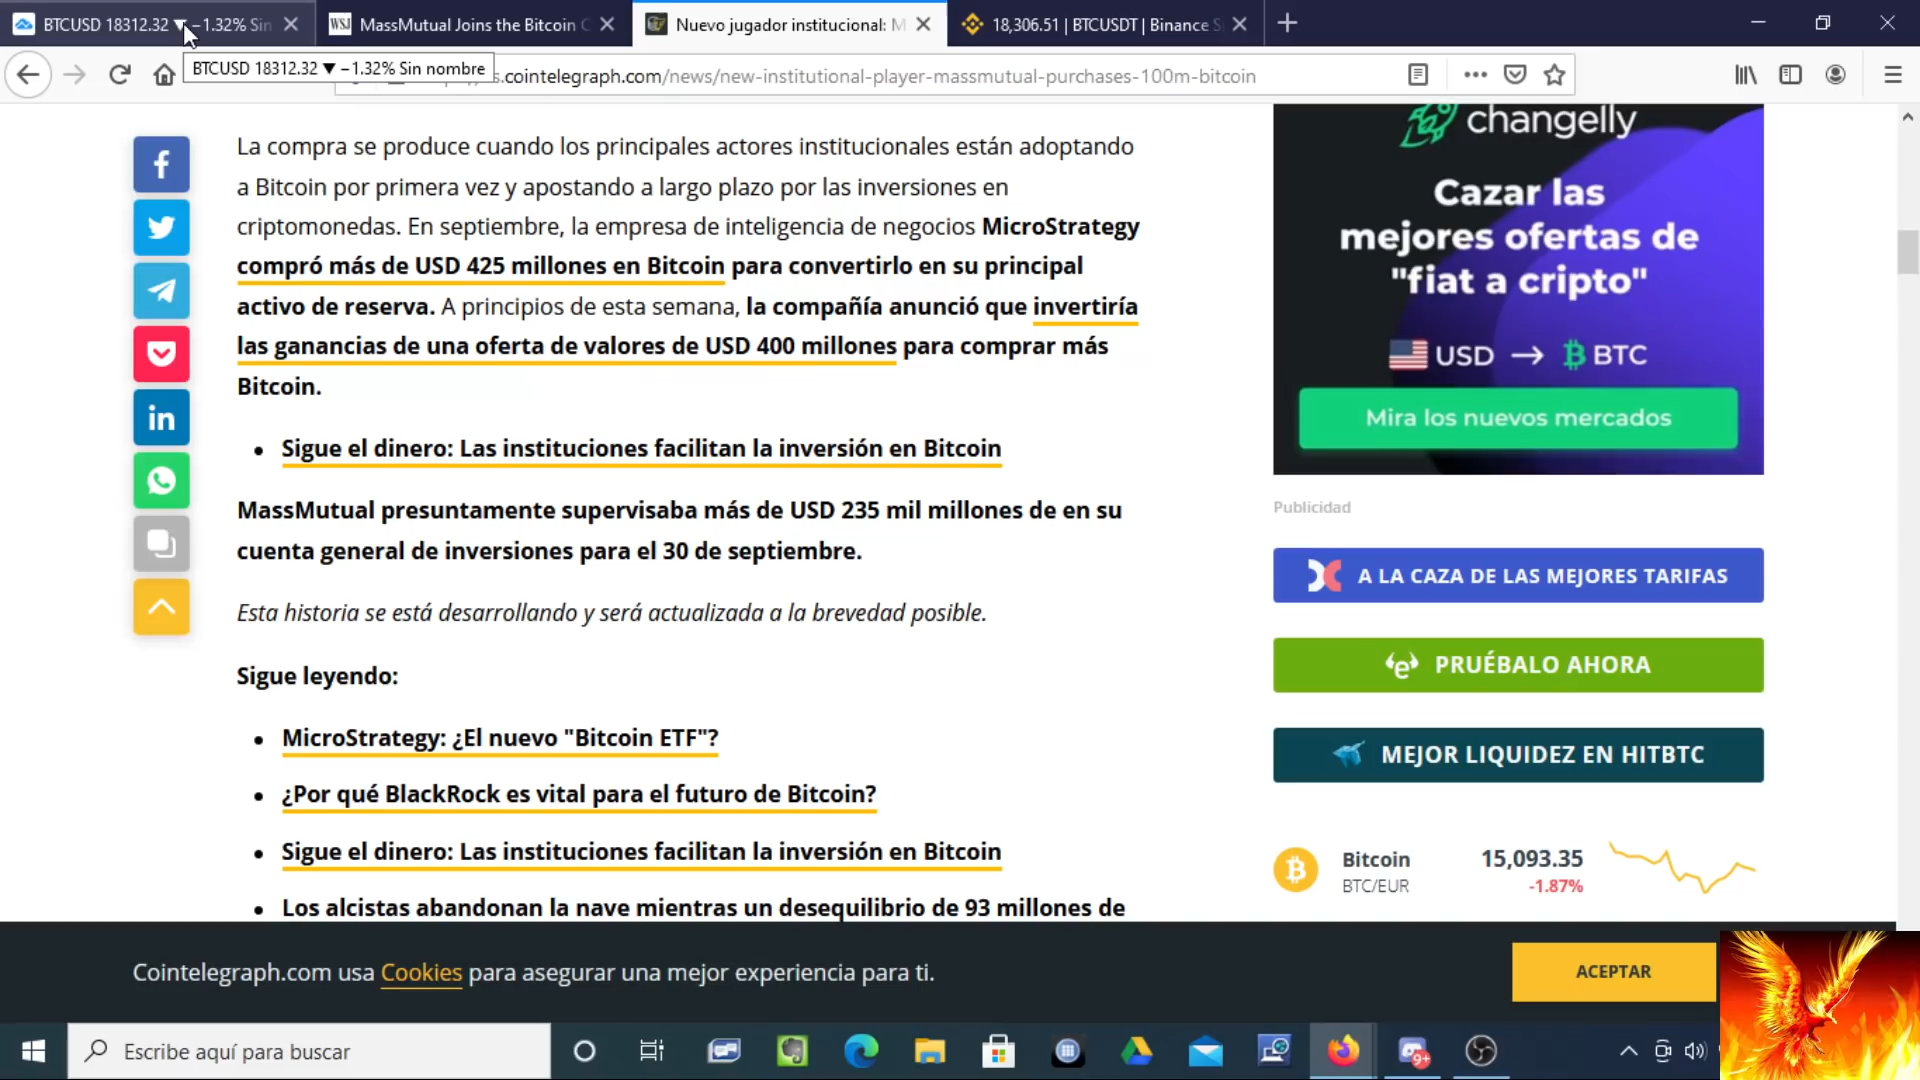 BTCUSD 18312.32 ▼ −1.32% Sin
WSJ MassMutual Joins the Bitcoin C
Nuevo jugador institucional: M
18,306.51 | BTCUSDT | Binance S
BTCUSD 18312.32 ▼ −1.32% Sin nombre
s.cointelegraph.com/news/new-institutional-player-massmutual-purchases-100m-bitcoin
La compra se produce cuando los principales actores institucionales están adoptando
a Bitcoin por primera vez y apostando a largo plazo por las inversiones en
criptomonedas. En septiembre, la empresa de inteligencia de negocios MicroStrategy
compró más de USD 425 millones en Bitcoin para convertirlo en su principal
activo de reserva. A principios de esta semana, la compañía anunció que invertiría
las ganancias de una oferta de valores de USD 400 millones para comprar más
Bitcoin.
• Sigue el dinero: Las instituciones facilitan la inversión en Bitcoin
MassMutual presuntamente supervisaba más de USD 235 mil millones de en su
cuenta general de inversiones para el 30 de septiembre.
Esta historia se está desarrollando y será actualizada a la brevedad posible.
Sigue leyendo:
• MicroStrategy: ¿El nuevo "Bitcoin ETF"?
• ¿Por qué BlackRock es vital para el futuro de Bitcoin?
• Sigue el dinero: Las instituciones facilitan la inversión en Bitcoin
• Los alcistas abandonan la nave mientras un desequilibrio de 93 millones de
changelly
Cazar las
mejores ofertas de
"fiat a cripto"
USD → BTC
Mira los nuevos mercados
Publicidad
A LA CAZA DE LAS MEJORES TARIFAS
PRUÉBALO AHORA
MEJOR LIQUIDEZ EN HITBTC
Bitcoin 15,093.35
BTC/EUR -1.87%
Cointelegraph.com usa Cookies para asegurar una mejor experiencia para ti.
ACEPTAR
Escribe aquí para buscar
9+